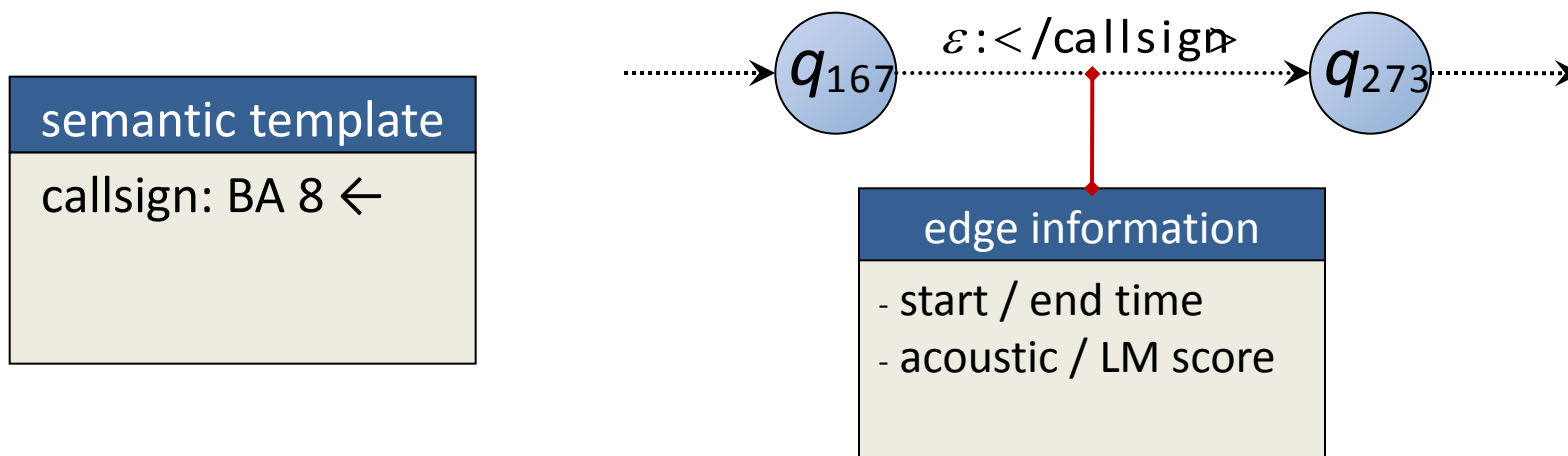 semantic template
callsign: BA 8 ←
q167
ε:</callsign>
q273
edge information
- start / end time
- acoustic / LM score